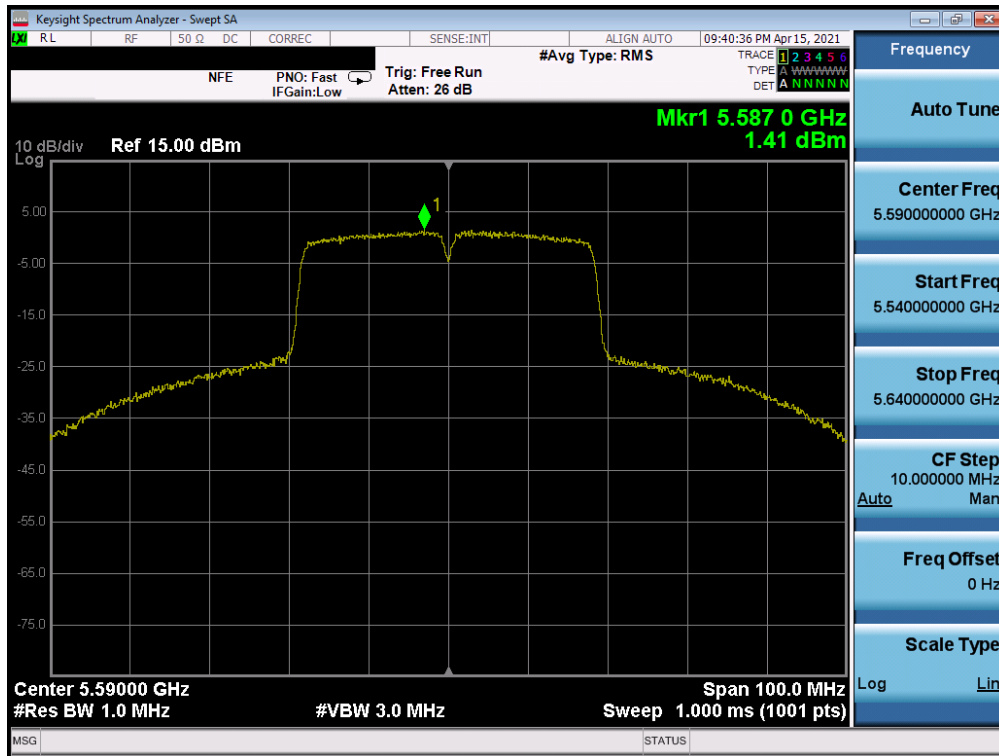 Keysight Spectrum Analyzer - Swept SA
LXI RL RF 50 Ω DC CORREC SENSE:INT ALIGN AUTO 09:40:36 PM Apr 15, 2021
#Avg Type: RMS TRACE 1 2 3 4 5 6
NFE PNO: Fast Trig: Free Run TYPE A WWWWW
IFGain:Low Atten: 26 dB DET A N N N N N
Mkr1 5.587 0 GHz
1.41 dBm
10 dB/div Ref 15.00 dBm
Log
1
5.00
-5.00
-15.0
-25.0
-35.0
-45.0
-55.0
-65.0
-75.0
Center 5.59000 GHz Span 100.0 MHz
#Res BW 1.0 MHz #VBW 3.0 MHz Sweep 1.000 ms (1001 pts)
MSG STATUS
Frequency
Auto Tune
Center Freq
5.590000000 GHz
Start Freq
5.540000000 GHz
Stop Freq
5.640000000 GHz
CF Step
10.000000 MHz
Auto Man
Freq Offset
0 Hz
Scale Type
Log Lin